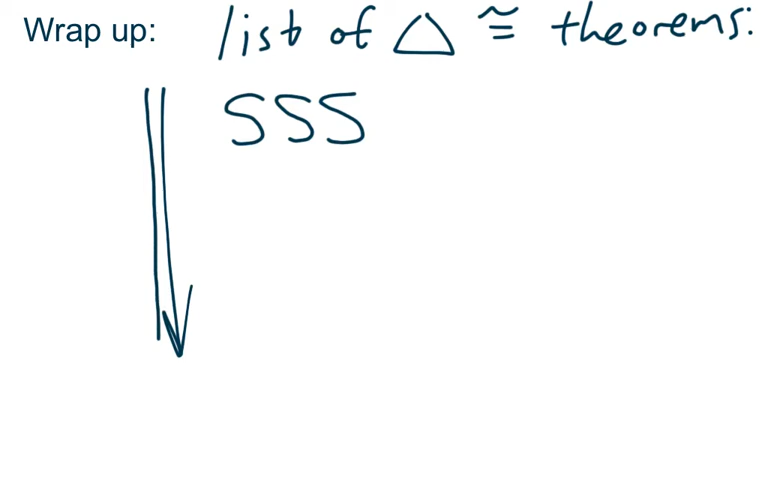 Wrap up: list of △ ≅ theorems:
SSS